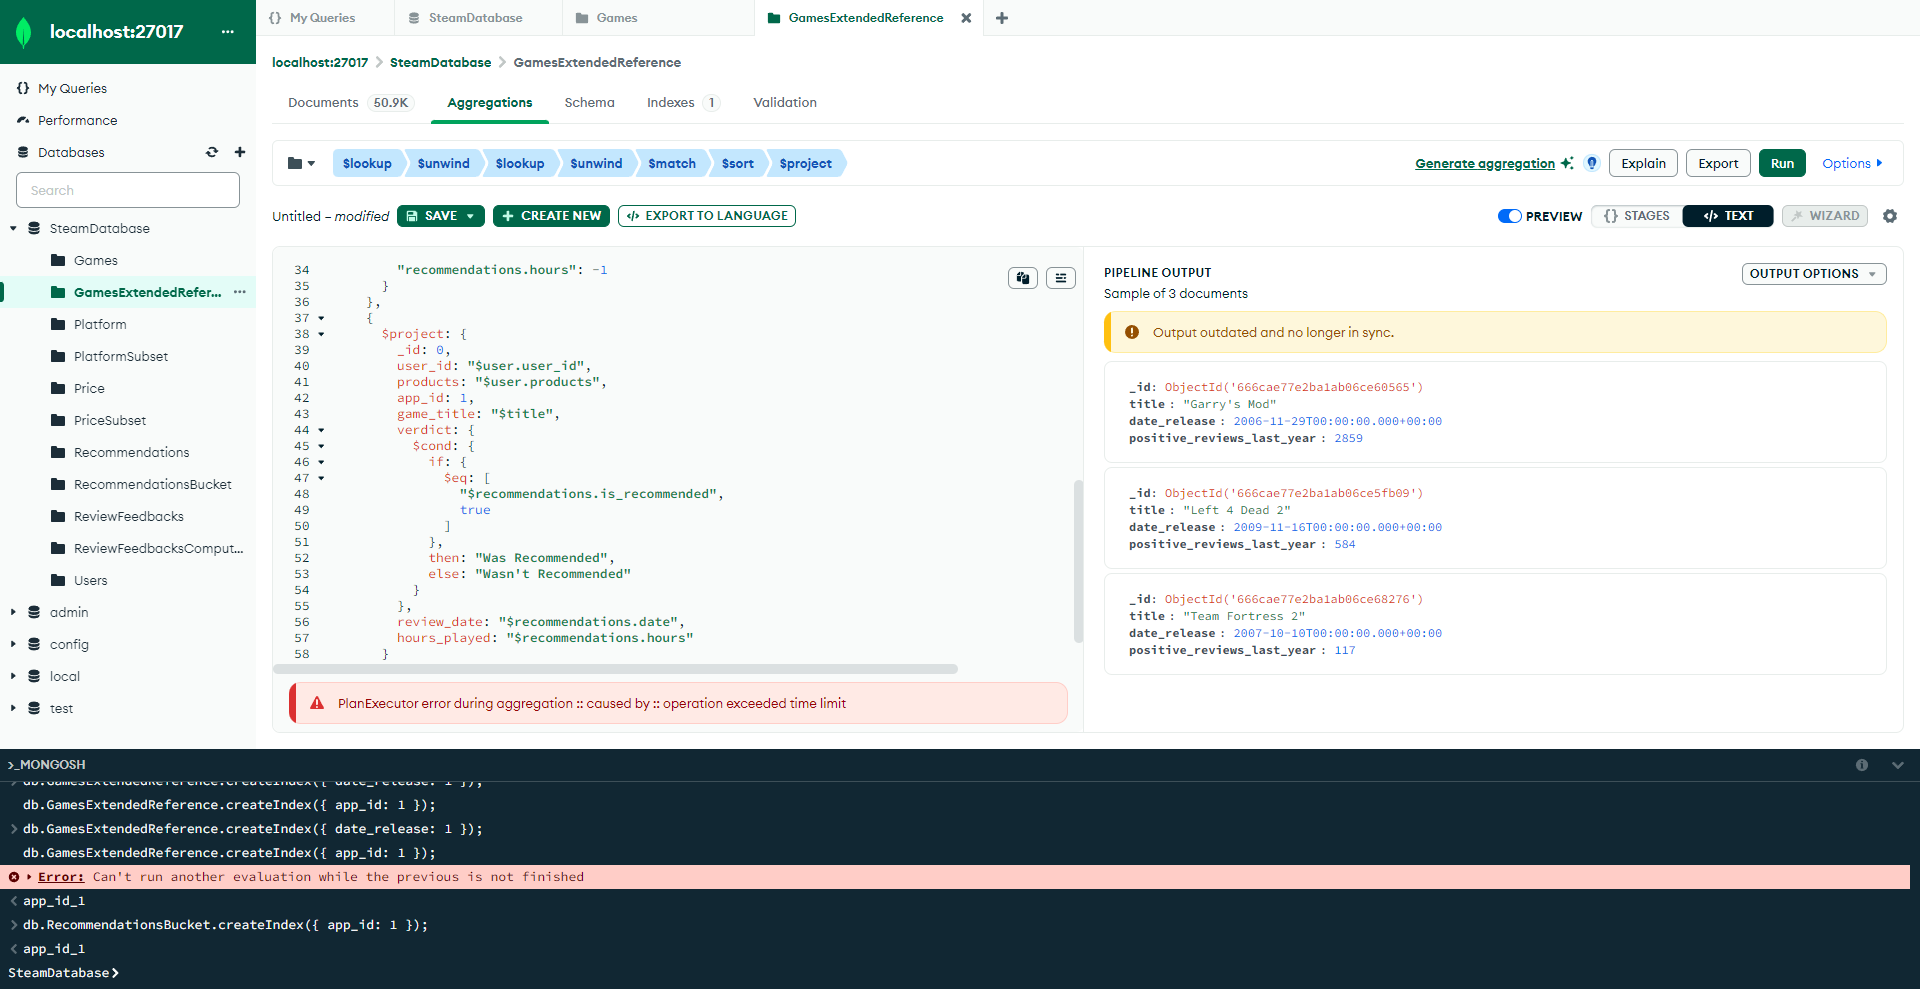 localhost:27017
My Queries
SteamDatabase
Games
GamesExtendedReference
localhost:27017 > SteamDatabase > GamesExtendedReference
My Queries
Performance
Databases
Search
SteamDatabase
Games
GamesExtendedRefer...
Platform
PlatformSubset
Price
PriceSubset
Recommendations
RecommendationsBucket
ReviewFeedbacks
ReviewFeedbacksComput...
Users
admin
config
local
test
Documents 50.9K Aggregations Schema Indexes 1 Validation
$lookup $unwind $lookup $unwind $match $sort $project
Generate aggregation Explain Export Run Options
Untitled – modified SAVE + CREATE NEW </> EXPORT TO LANGUAGE
PREVIEW {} STAGES </> TEXT WIZARD
34 "recommendations.hours": -1
35 }
36 },
37 {
38 $project: {
39 _id: 0,
40 user_id: "$user.user_id",
41 products: "$user.products",
42 app_id: 1,
43 game_title: "$title",
44 verdict: {
45 $cond: {
46 if: {
47 $eq: [
48 "$recommendations.is_recommended",
49 true
50 ]
51 },
52 then: "Was Recommended",
53 else: "Wasn't Recommended"
54 }
55 },
56 review_date: "$recommendations.date",
57 hours_played: "$recommendations.hours"
58 }
PlanExecutor error during aggregation :: caused by :: operation exceeded time limit
PIPELINE OUTPUT
OUTPUT OPTIONS
Sample of 3 documents
Output outdated and no longer in sync.
_id: ObjectId('666cae77e2ba1ab06ce60565')
title: "Garry's Mod"
date_release: 2006-11-29T00:00:00.000+00:00
positive_reviews_last_year: 2859
_id: ObjectId('666cae77e2ba1ab06ce5fb09')
title: "Left 4 Dead 2"
date_release: 2009-11-16T00:00:00.000+00:00
positive_reviews_last_year: 584
_id: ObjectId('666cae77e2ba1ab06ce68276')
title: "Team Fortress 2"
date_release: 2007-10-10T00:00:00.000+00:00
positive_reviews_last_year: 117
>_MONGOSH
db.GamesExtendedReference.createIndex({ date_release: 1 });
db.GamesExtendedReference.createIndex({ app_id: 1 });
> db.GamesExtendedReference.createIndex({ date_release: 1 });
db.GamesExtendedReference.createIndex({ app_id: 1 });
Error: Can't run another evaluation while the previous is not finished
< app_id_1
> db.RecommendationsBucket.createIndex({ app_id: 1 });
< app_id_1
SteamDatabase>